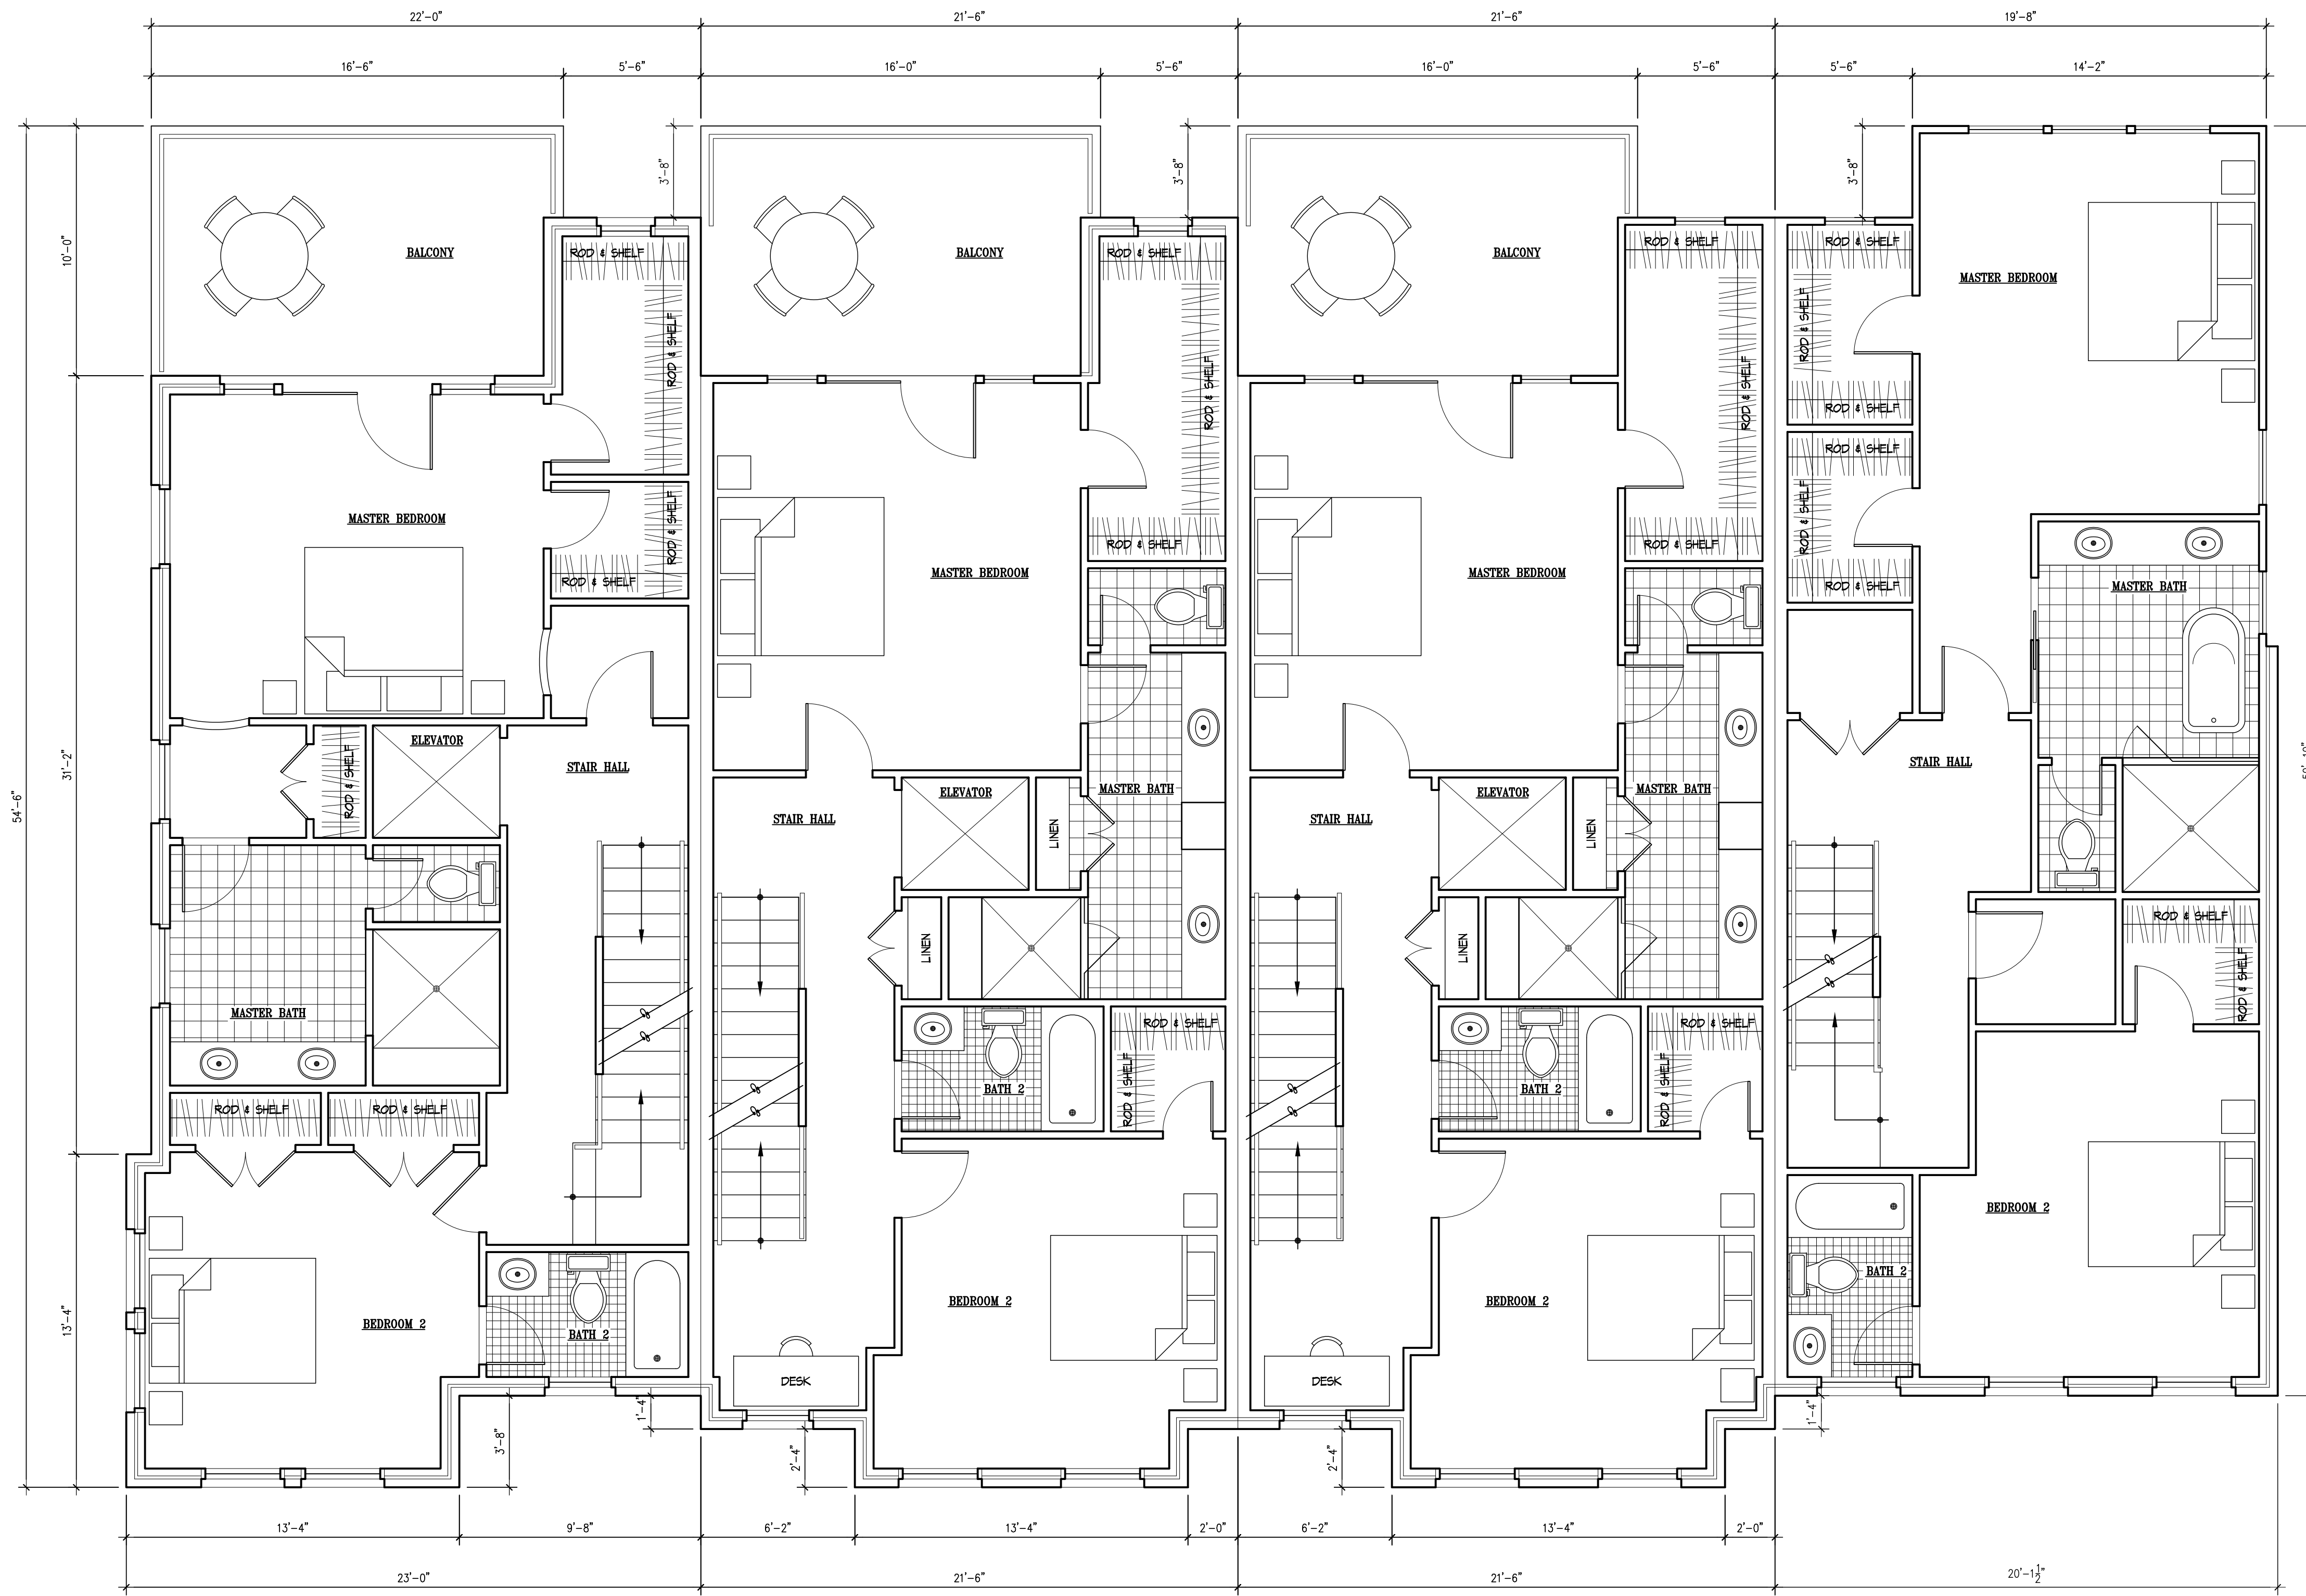 22'-0"
21'-6"
21'-6"
19'-8"
16'-6"
5'-6"
16'-0"
5'-6"
16'-0"
5'-6"
5'-6"
14'-2"
3'-8"
3'-8"
3'-8"
10'-0"
BALCONY
ROD & SHELF
BALCONY
ROD & SHELF
BALCONY
ROD & SHELF
ROD & SHELF
MASTER BEDROOM
ROD & SHELF
ROD & SHELF
ROD & SHELF
ROD & SHELF
ROD & SHELF
ROD & SHELF
MASTER BEDROOM
ROD & SHELF
ROD & SHELF
ROD & SHELF
ROD & SHELF
ROD & SHELF
MASTER BEDROOM
ROD & SHELF
MASTER BEDROOM
ROD & SHELF
MASTER BATH
54'-6"
31'-2"
ELEVATOR
ROD & SHELF
STAIR HALL
ELEVATOR
MASTER BATH
STAIR HALL
LINEN
ELEVATOR
MASTER BATH
STAIR HALL
LINEN
STAIR HALL
LINEN
LINEN
ROD & SHELF
ROD & SHELF
MASTER BATH
ROD & SHELF
ROD & SHELF
ROD & SHELF
ROD & SHELF
BATH 2
ROD & SHELF
BATH 2
ROD & SHELF
BEDROOM 2
BATH 2
13'-4"
BEDROOM 2
BATH 2
BEDROOM 2
BEDROOM 2
DESK
DESK
3'-8"
1'-4"
2'-4"
2'-4"
1'-4"
13'-4"
9'-8"
6'-2"
13'-4"
2'-0"
6'-2"
13'-4"
2'-0"
23'-0"
21'-6"
21'-6"
20'-1 1/2"